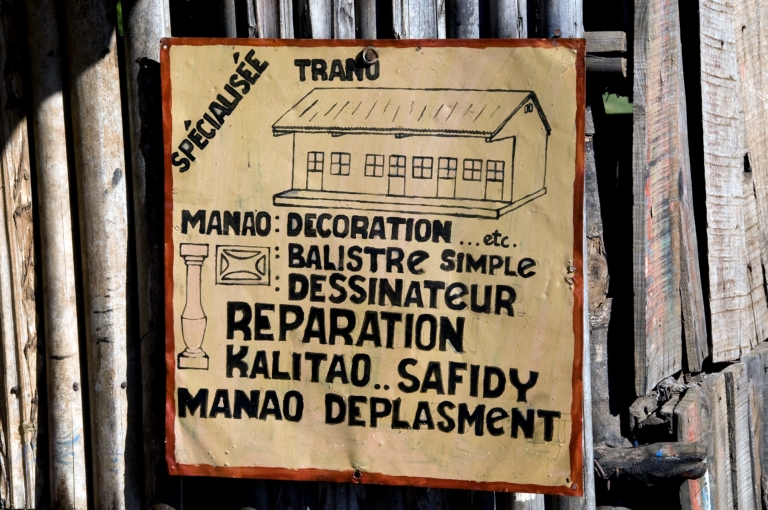 SPÉCIALISÉE
TRANO
MANAO: DECORATION ...etc.
: BALISTRE SIMPLE
: DESSINATEUR
REPARATION
KALITAO.. SAFIDY
MANAO DEPLASMENT